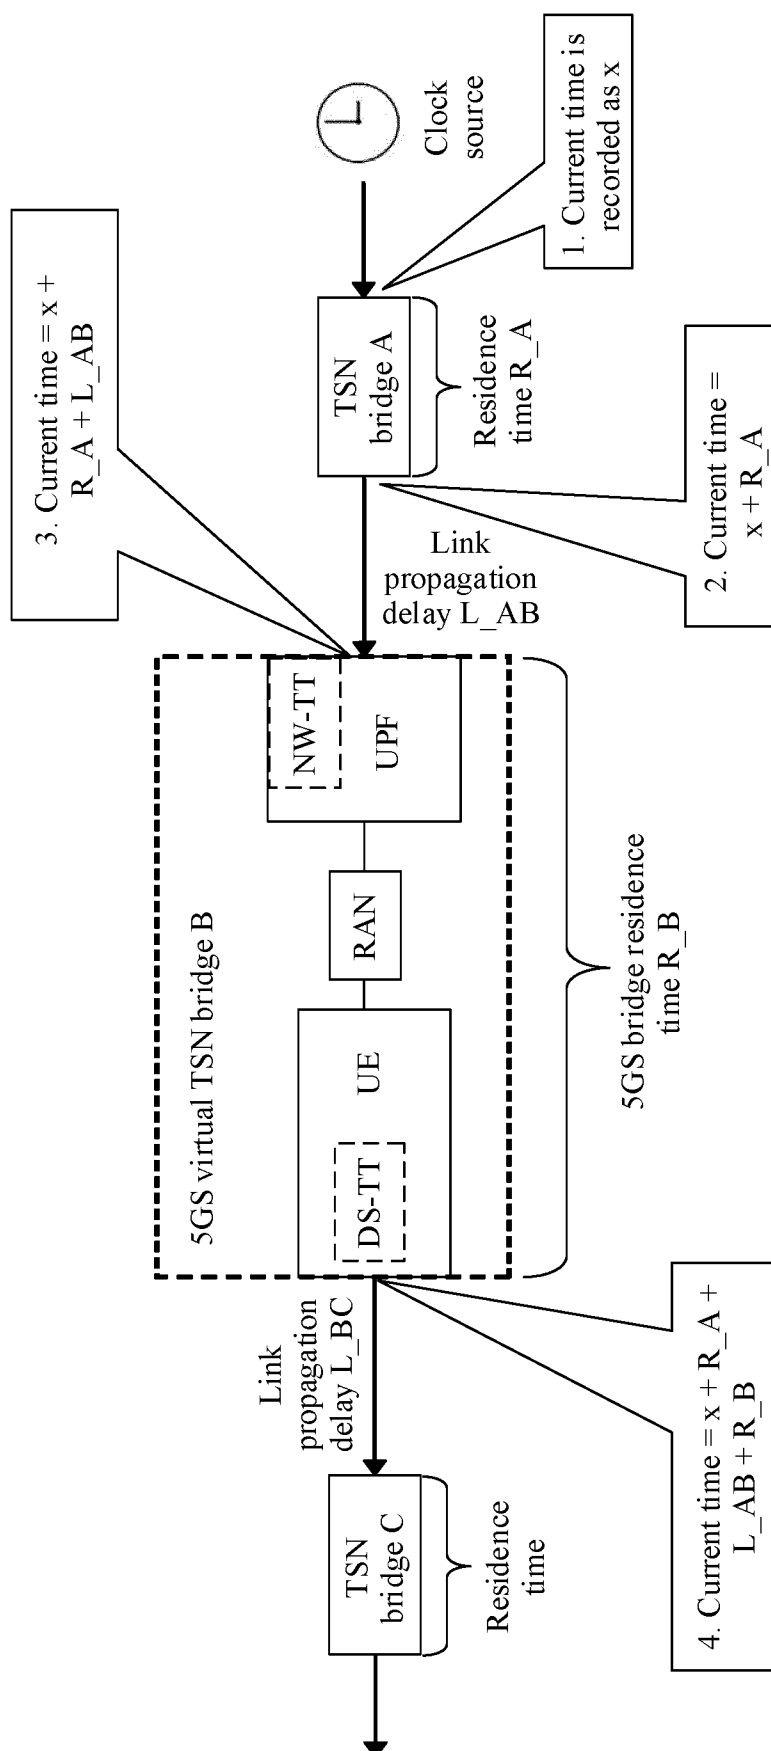 1. Current time is
recorded as x
Clock
source
TSN
bridge A
Residence
time R_A
2. Current time =
x + R_A
3. Current time = x +
R_A + L_AB
Link
propagation
delay L_AB
5GS virtual TSN bridge B
NW-TT
UPF
RAN
UE
DS-TT
5GS bridge residence
time R_B
4. Current time = x + R_A +
L_AB + R_B
Link
propagation
delay L_BC
TSN
bridge C
Residence
time